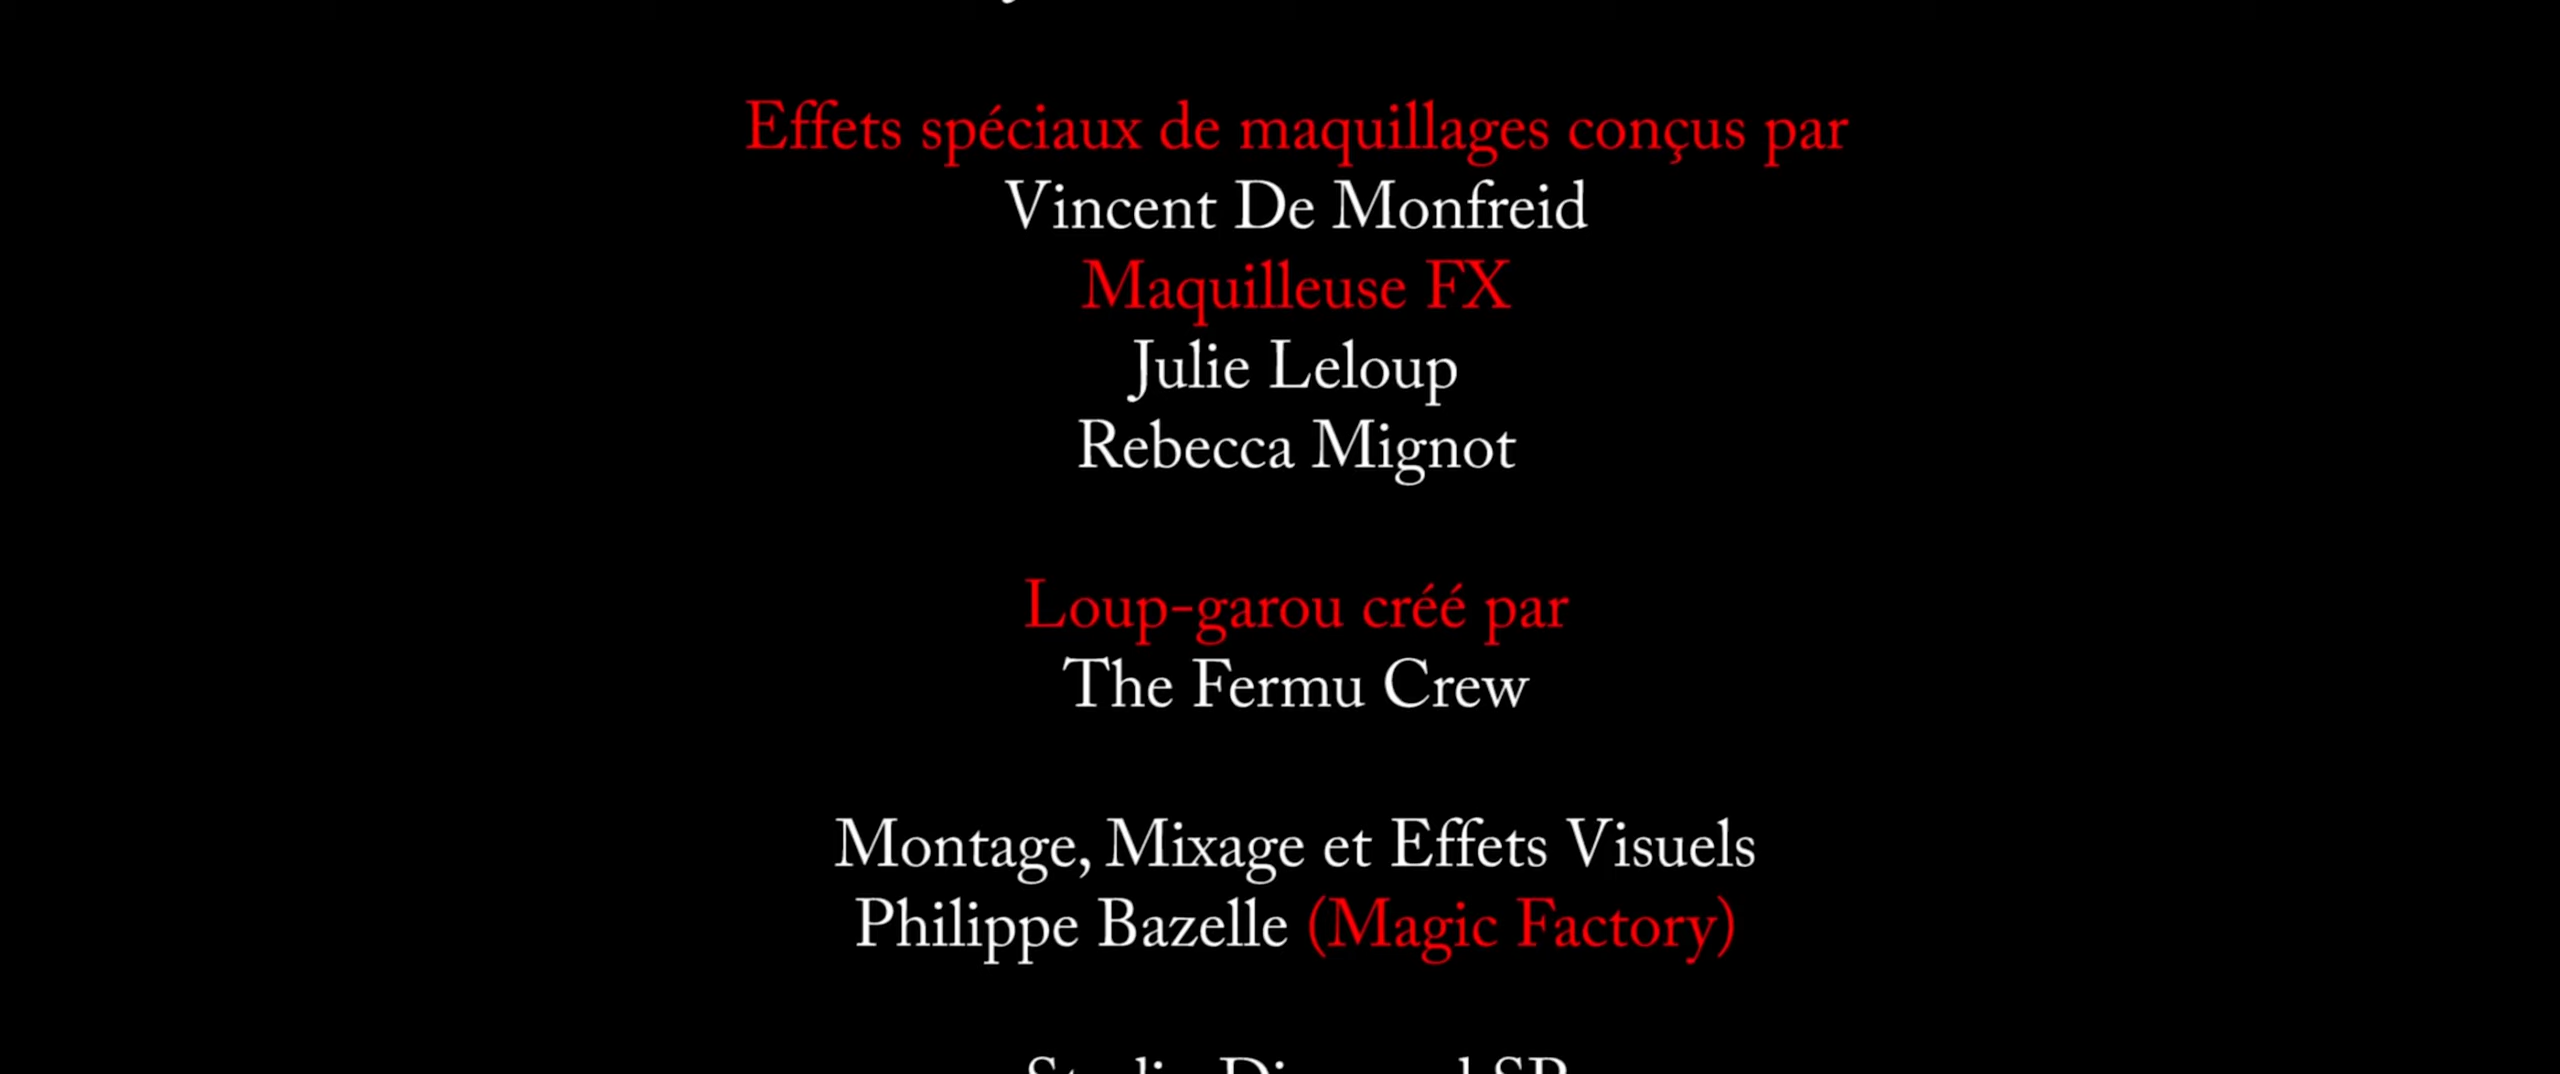 Effets spéciaux de maquillages conçus par
Vincent De Monfreid
Maquilleuse FX
Julie Leloup
Rebecca Mignot
Loup-garou créé par
The Fermu Crew
Montage, Mixage et Effets Visuels
Philippe Bazelle (Magic Factory)